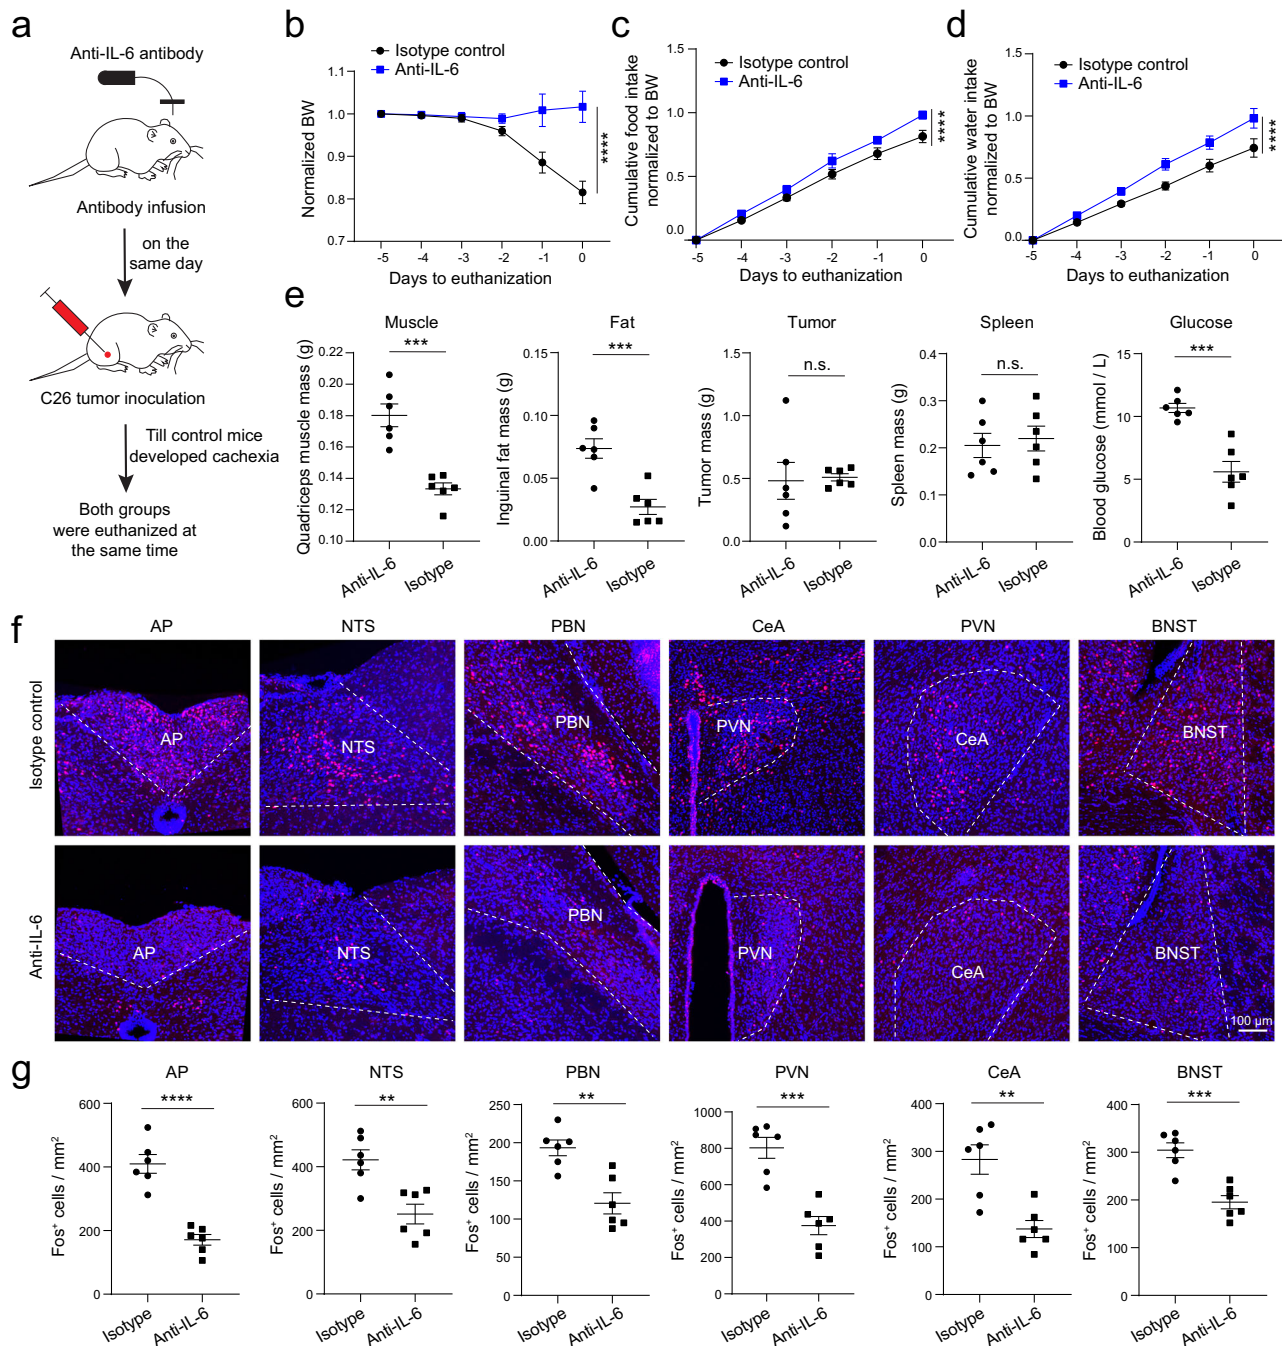 a
Anti-IL-6 antibody
Antibody infusion
on the
same day
C26 tumor inoculation
Till control mice
developed cachexia
Both groups
were euthanized at
the same time
b
Isotype control
Anti-IL-6
Normalized BW
1.1
1.0
0.9
0.8
0.7
-5 -4 -3 -2 -1 0
Days to euthanization
****
c
Isotype control
Anti-IL-6
Cumulative food intake
normalized to BW
1.5
1.0
0.5
0.0
-5 -4 -3 -2 -1 0
Days to euthanization
****
d
Isotype control
Anti-IL-6
Cumulative water intake
normalized to BW
1.5
1.0
0.5
0.0
-5 -4 -3 -2 -1 0
Days to euthanization
****
e
Muscle
***
Quadriceps muscle mass (g)
0.22
0.20
0.18
0.16
0.14
0.12
0.10
Anti-IL-6 Isotype
Fat
***
Inguinal fat mass (g)
0.15
0.10
0.05
0.00
Anti-IL-6 Isotype
Tumor
n.s.
Tumor mass (g)
1.5
1.0
0.5
0.0
Anti-IL-6 Isotype
Spleen
n.s.
Spleen mass (g)
0.4
0.3
0.2
0.1
0.0
Anti-IL-6 Isotype
Glucose
***
Blood glucose (mmol / L)
15
10
5
0
Anti-IL-6 Isotype
f
AP NTS PBN CeA PVN BNST
Isotype control
AP NTS PBN PVN CeA BNST
Anti-IL-6
AP NTS PBN PVN CeA BNST
100 µm
g
AP
****
Fos⁺ cells / mm²
600
400
200
0
Isotype Anti-IL-6
NTS
**
Fos⁺ cells / mm²
600
400
200
0
Isotype Anti-IL-6
PBN
**
Fos⁺ cells / mm²
250
200
150
100
50
0
Isotype Anti-IL-6
PVN
***
Fos⁺ cells / mm²
1000
800
600
400
200
0
Isotype Anti-IL-6
CeA
**
Fos⁺ cells / mm²
400
300
200
100
0
Isotype Anti-IL-6
BNST
***
Fos⁺ cells / mm²
400
300
200
100
0
Isotype Anti-IL-6